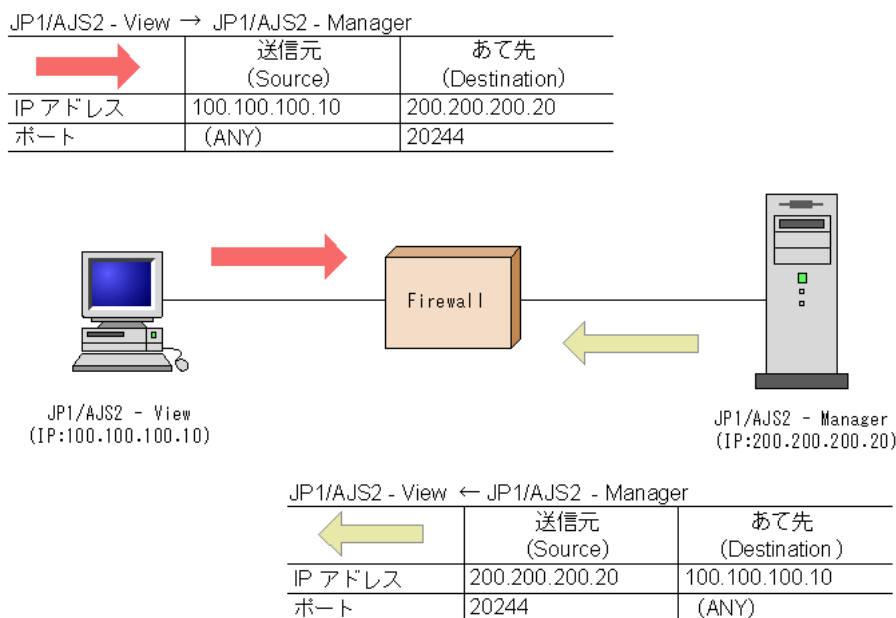 JP1/AJS2 - View → JP1/AJS2 - Manager
送信元 あて先
(Source) (Destination)
IP アドレス 100.100.100.10 200.200.200.20
ポート (ANY) 20244
Firewall
JP1/AJS2 - View
(IP:100.100.100.10)
JP1/AJS2 - Manager
(IP:200.200.200.20)
JP1/AJS2 - View ← JP1/AJS2 - Manager
送信元 あて先
(Source) (Destination)
IP アドレス 200.200.200.20 100.100.100.10
ポート 20244 (ANY)